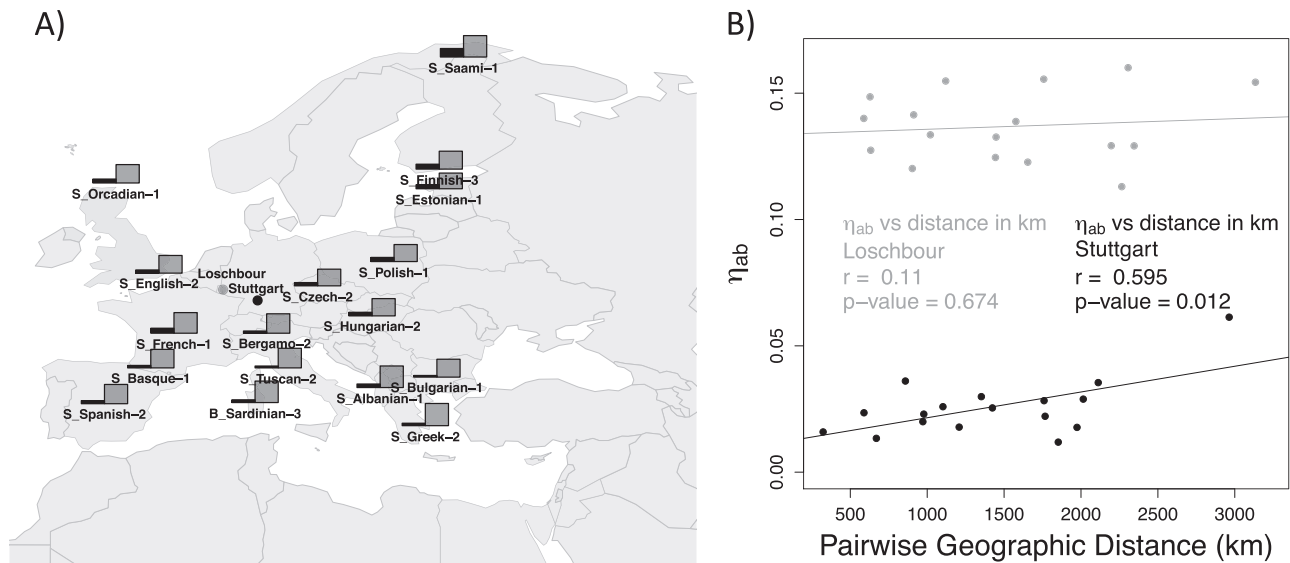 A)
S_Saami−1
S_Finnish−3
S_Estonian−1
S_Orcadian−1
S_English−2
Loschbour
Stuttgart
S_Czech−2
S_Polish−1
S_Hungarian−2
S_French−1
S_Bergamo−2
S_Basque−1
S_Tuscan−2
S_Albanian−1
S_Bulgarian−1
S_Spanish−2
B_Sardinian−3
S_Greek−2
B)
ηab
0.15
0.10
0.05
0.00
ηab vs distance in km
Loschbour
r = 0.11
p−value = 0.674
ηab vs distance in km
Stuttgart
r = 0.595
p−value = 0.012
500 1000 1500 2000 2500 3000
Pairwise Geographic Distance (km)